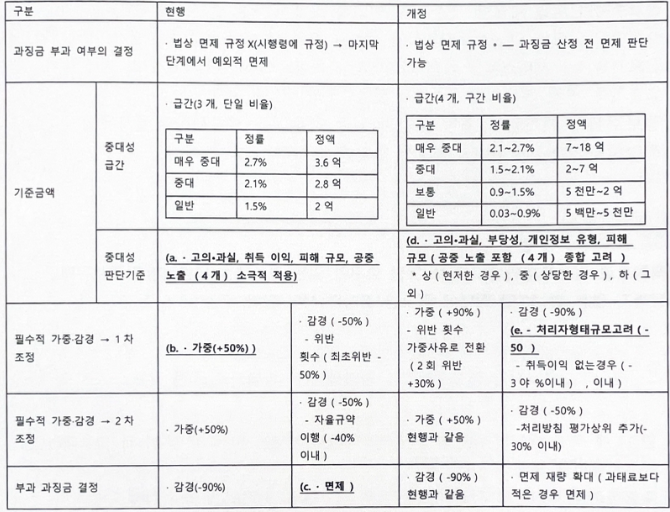 구분
현행
개정
과징금 부과 여부의 결정
· 법상 면제 규정 X(시행령에 규정) → 마지막
단계에서 예외적 면제
· 법상 면제 규정 * — 과징금 산정 전 면제 판단
가능
기준금액
중대성
급간
· 급간(3 개, 단일 비율)
구분 정률 정액
매우 중대 2.7% 3.6 억
중대 2.1% 2.8 억
일반 1.5% 2 억
· 급간(4 개, 구간 비율)
구분 정률 정액
매우 중대 2.1~2.7% 7~18 억
중대 1.5~2.1% 2~7 억
보통 0.9~1.5% 5 천만~2 억
일반 0.03~0.9% 5 백만~5 천만
중대성
판단기준
(a. · 고의•과실, 취득 이익, 피해 규모, 공중
노출 ( 4 개 ) 소극적 적용)
(d. · 고의•과실, 부당성, 개인정보 유형, 피해
규모 ( 공중 노출 포함 ( 4 개 ) 종합 고려 )
* 상 ( 현저한 경우 ) , 중 ( 상당한 경우 ) , 하 ( 그
외 )
필수적 가중·감경 → 1 차
조정
(b. · 가중(+50%) )
· 감경 ( -50% )
- 위반
횟수 ( 최초위반 -
50% )
· 가중 ( +90% )
- 위반 횟수
가중사유로 전환
( 2 회 위반
+30% )
· 감경 ( -90% )
(e. - 처리자형태규모고려 ( -
50 )
- 취득이익 없는경우 ( -
3 야 %이내 ) , 이내 )
필수적 가중·감경 → 2 차
조정
· 가중(+50%)
· 감경 ( -50% )
- 자율규약
이행 ( -40%
이내 )
· 가중 ( +50% )
현행과 같음
· 감경 ( -50% )
-처리방침 평가상위 추가(-
30% 이내)
부과 과징금 결정
· 감경(-90%)
(c. · 면제 )
· 감경 ( -90% )
현행과 같음
· 면제 재량 확대 ( 과태료보다
적은 경우 면제 )